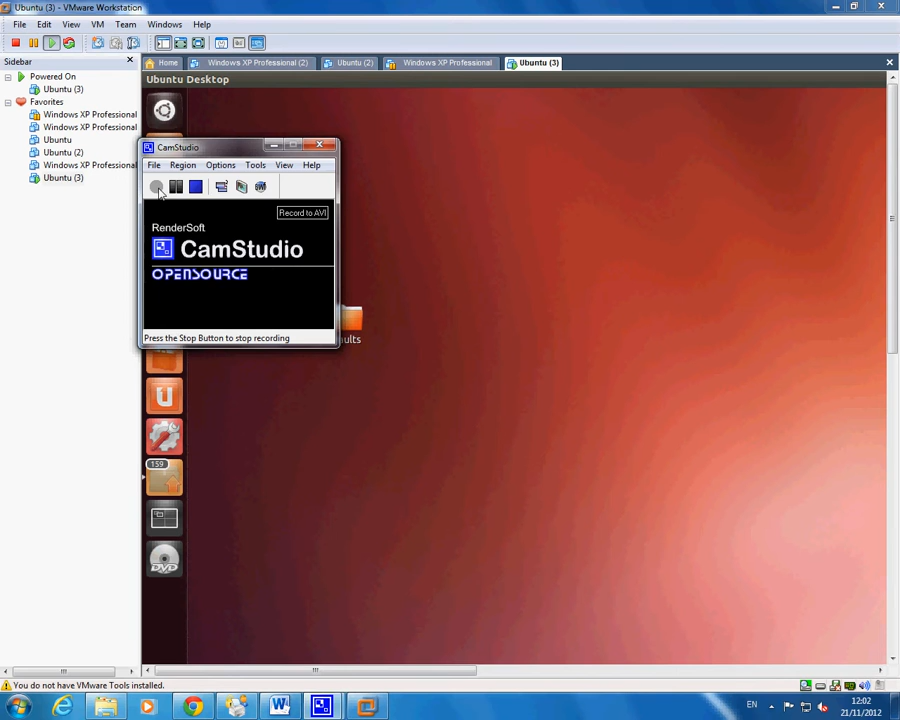 Ubuntu (3) - VMware Workstation
File Edit View VM Team Windows Help
Sidebar
Powered On
Ubuntu (3)
Favorites
Windows XP Professional
Windows XP Professional
Ubuntu
Ubuntu (2)
Windows XP Professional
Ubuntu (3)
Home Windows XP Professional (2) Ubuntu (2) Windows XP Professional Ubuntu (3)
Ubuntu Desktop
CamStudio
File Region Options Tools View Help
Record to AVI
RenderSoft
CamStudio
OPENSOURCE
Press the Stop Button to stop recording
ults
159
DVD
You do not have VMware Tools installed.
EN
12:02
21/11/2012